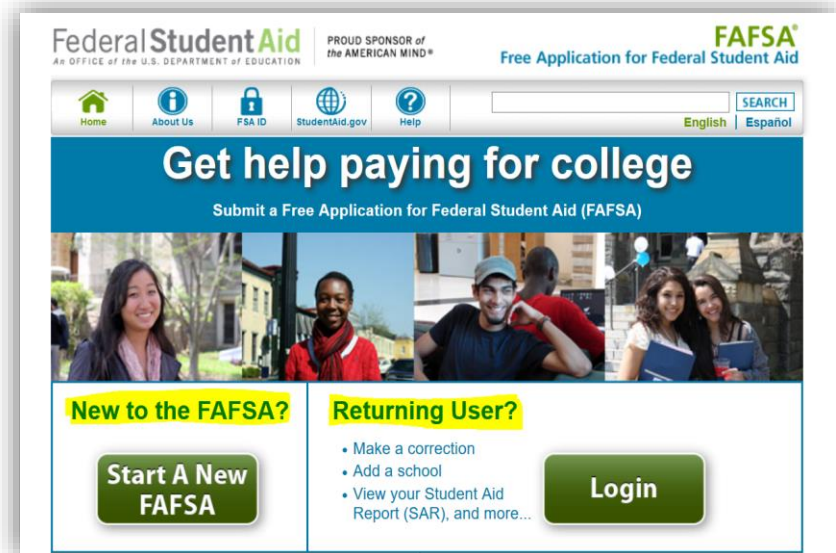 Federal Student Aid
An OFFICE of the U.S. DEPARTMENT of EDUCATION
PROUD SPONSOR of
the AMERICAN MIND®
FAFSA®
Free Application for Federal Student Aid
Home
About Us
FSA ID
StudentAid.gov
Help
SEARCH
English | Español
Get help paying for college
Submit a Free Application for Federal Student Aid (FAFSA)
New to the FAFSA?
Start A New
FAFSA
Returning User?
• Make a correction
• Add a school
• View your Student Aid
Report (SAR), and more...
Login